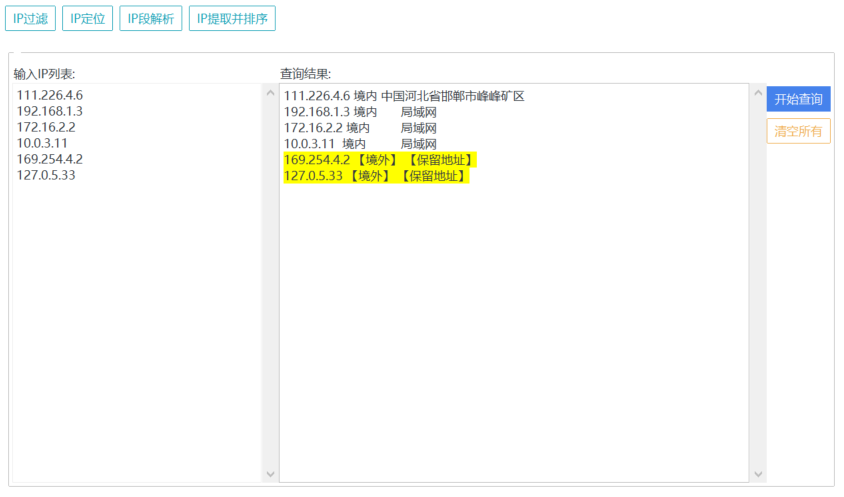 IP过滤 IP定位 IP段解析 IP提取并排序
输入IP列表:
111.226.4.6
192.168.1.3
172.16.2.2
10.0.3.11
169.254.4.2
127.0.5.33
查询结果:
111.226.4.6 境内 中国河北省邯郸市峰峰矿区
192.168.1.3 境内 局域网
172.16.2.2 境内 局域网
10.0.3.11 境内 局域网
169.254.4.2 【境外】 【保留地址】
127.0.5.33 【境外】 【保留地址】
开始查询
清空所有